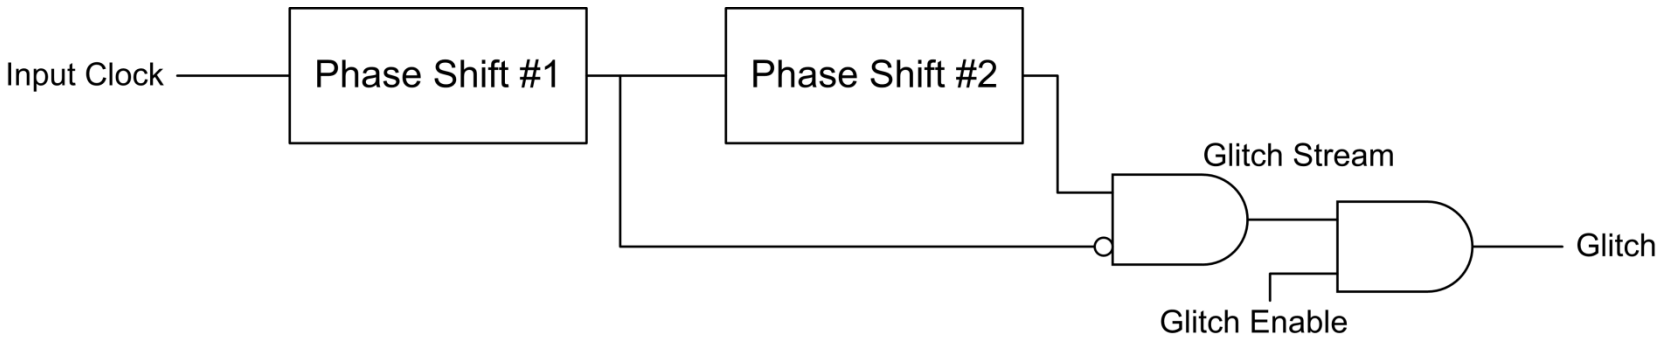 Input Clock
Phase Shift #1
Phase Shift #2
Glitch Stream
Glitch
Glitch Enable